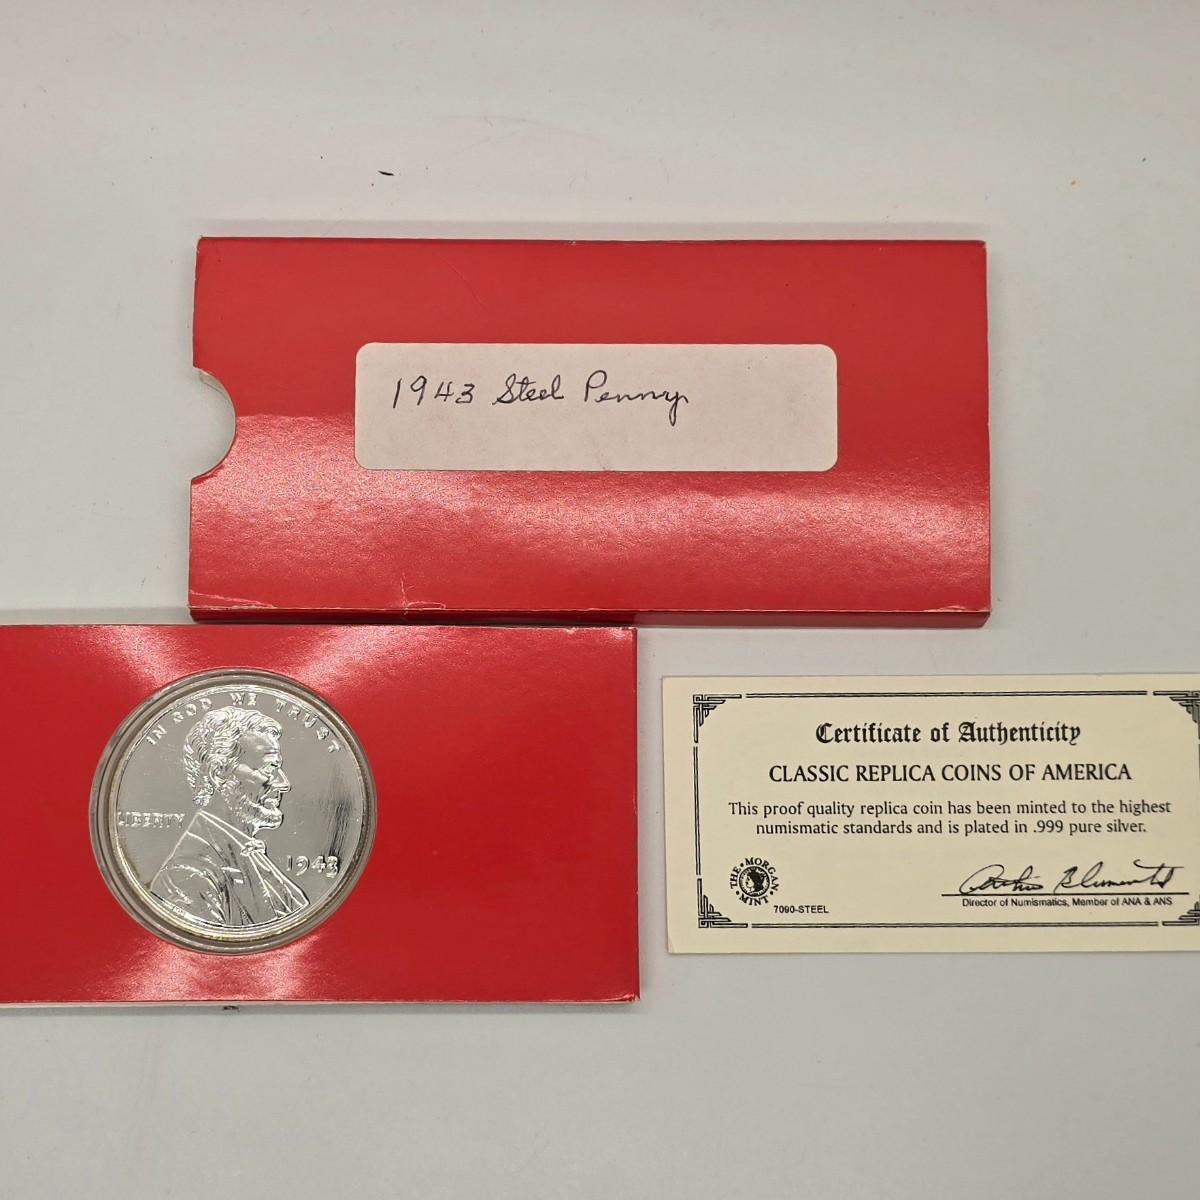 1943 Steel Penny
IN GOD WE TRUST
LIBERTY
1943
Certificate of Authenticity
CLASSIC REPLICA COINS OF AMERICA
This proof quality replica coin has been minted to the highest
numismatic standards and is plated in .999 pure silver.
THE MORGAN
MINT
7090-STEEL
Director of Numismatics, Member of ANA & ANS